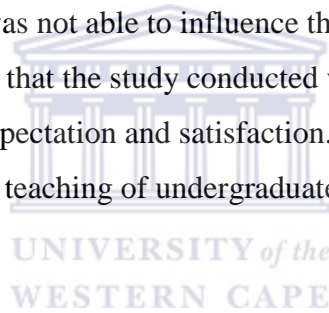 was not able to influence th
that the study conducted
pectation and satisfaction.
teaching of undergraduate
UNIVERSITY of the
WESTERN CAPE